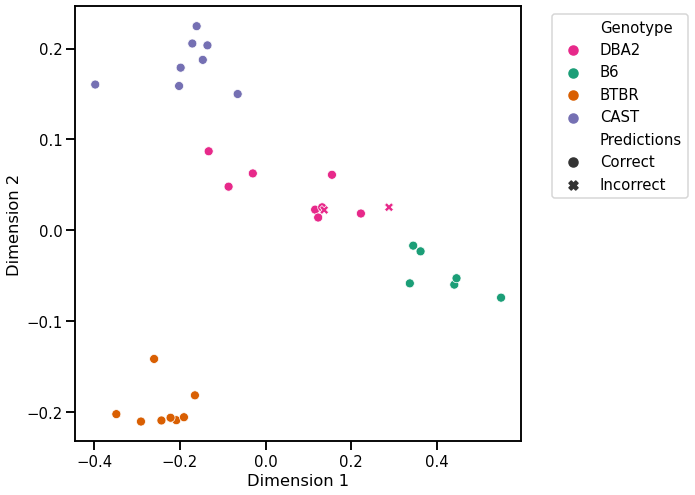 Genotype
DBA2
B6
BTBR
CAST
Predictions
Correct
Incorrect
Dimension 2
0.2
0.1
0.0
−0.1
−0.2
−0.4
−0.2
0.0
0.2
0.4
Dimension 1